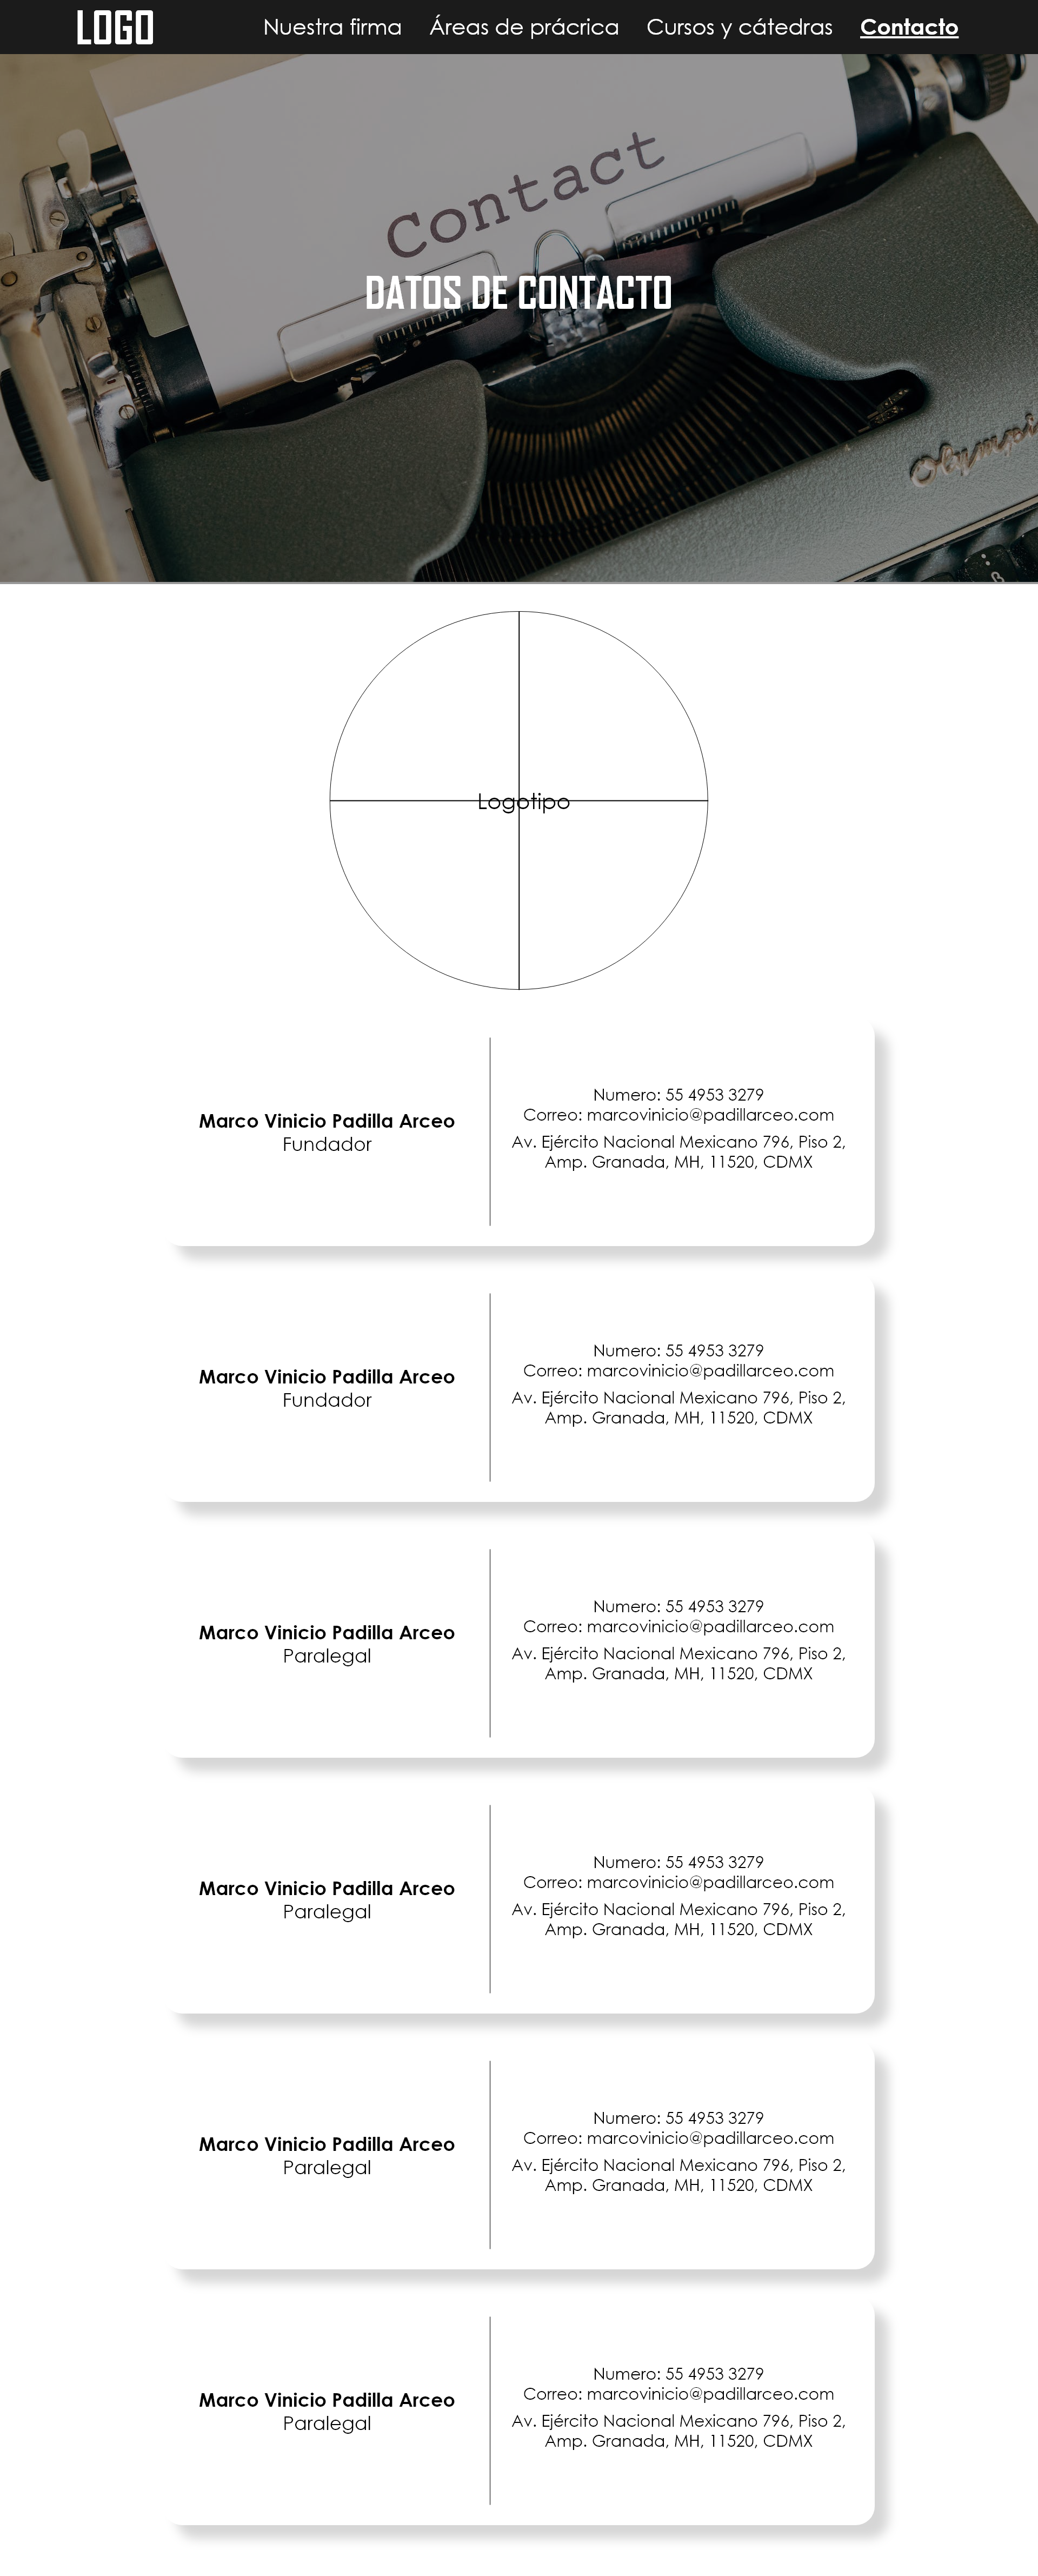 LOGO
Nuestra firma
Áreas de prácrica
Cursos y cátedras
Contacto
Contact
DATOS DE CONTACTO
Olympi
Logotipo
Marco Vinicio Padilla Arceo
Fundador
Numero: 55 4953 3279
Correo: marcovinicio@padillarceo.com
Av. Ejército Nacional Mexicano 796, Piso 2,
Amp. Granada, MH, 11520, CDMX
Marco Vinicio Padilla Arceo
Fundador
Numero: 55 4953 3279
Correo: marcovinicio@padillarceo.com
Av. Ejército Nacional Mexicano 796, Piso 2,
Amp. Granada, MH, 11520, CDMX
Marco Vinicio Padilla Arceo
Paralegal
Numero: 55 4953 3279
Correo: marcovinicio@padillarceo.com
Av. Ejército Nacional Mexicano 796, Piso 2,
Amp. Granada, MH, 11520, CDMX
Marco Vinicio Padilla Arceo
Paralegal
Numero: 55 4953 3279
Correo: marcovinicio@padillarceo.com
Av. Ejército Nacional Mexicano 796, Piso 2,
Amp. Granada, MH, 11520, CDMX
Marco Vinicio Padilla Arceo
Paralegal
Numero: 55 4953 3279
Correo: marcovinicio@padillarceo.com
Av. Ejército Nacional Mexicano 796, Piso 2,
Amp. Granada, MH, 11520, CDMX
Marco Vinicio Padilla Arceo
Paralegal
Numero: 55 4953 3279
Correo: marcovinicio@padillarceo.com
Av. Ejército Nacional Mexicano 796, Piso 2,
Amp. Granada, MH, 11520, CDMX